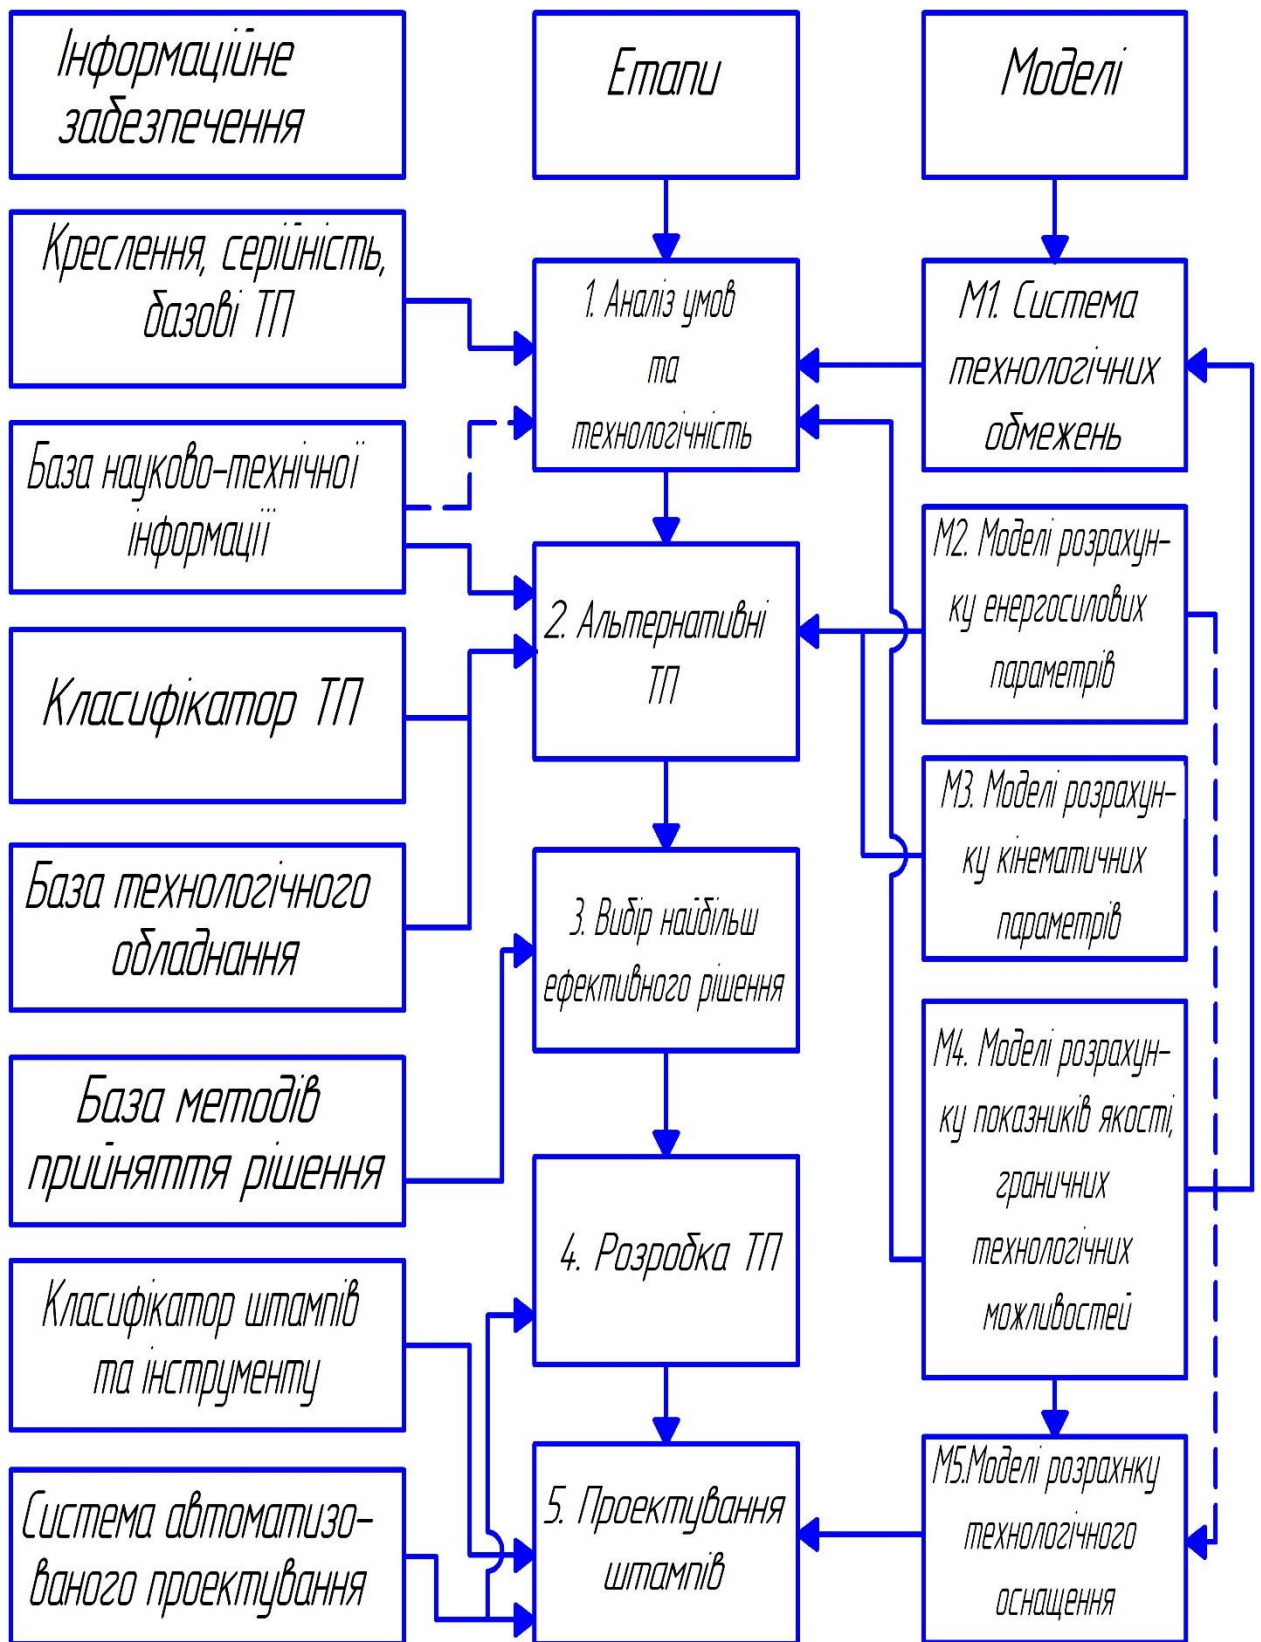 Інформаційне
забезпечення
Креслення, серійність,
базові ТП
База науково-технічної
інформації
Класифікатор ТП
База технологічного
обладнання
База методів
прийняття рішення
Класифікатор штампів
та інструменту
Система автоматизо-
ваного проектування
Етапи
1. Аналіз умов
та
технологічність
2. Альтернативні
ТП
3. Вибір найбільш
ефективного рішення
4. Розробка ТП
5. Проектування
штампів
Моделі
М1. Система
технологічних
обмежень
М2. Моделі розрахун-
ку енергосилових
параметрів
М3. Моделі розрахун-
ку кінематичних
параметрів
М4. Моделі розрахун-
ку показників якості,
граничних
технологічних
можливостей
М5.Моделі розрахнку
технологічного
оснащення